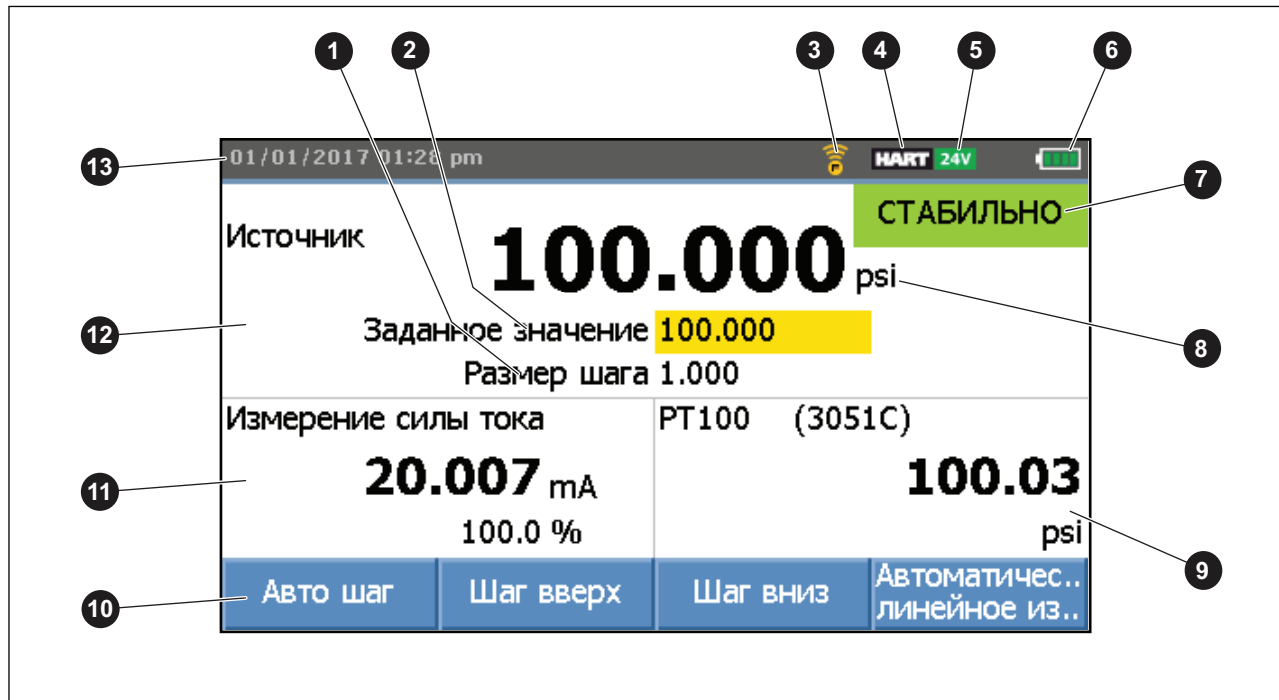 1 2 3 4 5 6
13 01/01/2017 01:28 pm F HART 24V
СТАБИЛЬНО 7
Источник 100.000 psi
8
12 Заданное значение 100.000
Размер шага 1.000
Измерение силы тока PT100 (3051C)
11 20.007 mA 100.03
100.0 % psi
9
10 Авто шаг Шаг вверх Шаг вниз Автоматичес..
линейное из..